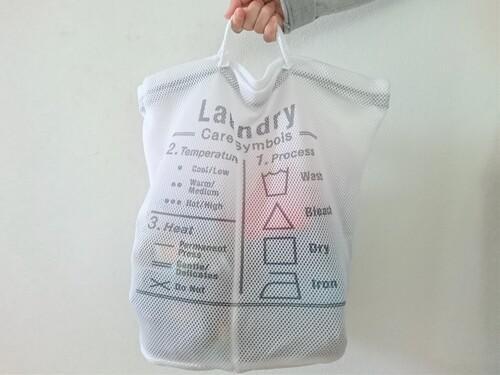 Laundry
Care Symbols
2. Temperature
Cool/Low
Warm/
Medium
Hot/High
3. Heat
Permanent
Press
Gentle/
Delicates
Do Not
1. Process
Wash
Bleach
Dry
Iron